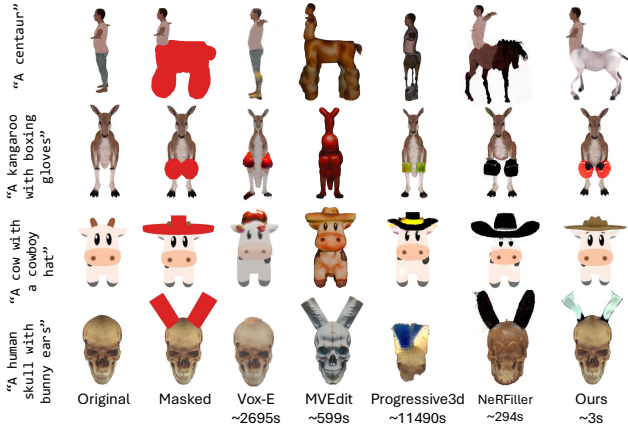 “A centaur”
“A kangaroo
with boxing
gloves”
“A cow with
a cowboy
hat”
“A human
skull with
bunny ears”
Original Masked Vox-E MVEdit Progressive3d NeRFiller Ours
~2695s ~599s ~11490s ~294s ~3s